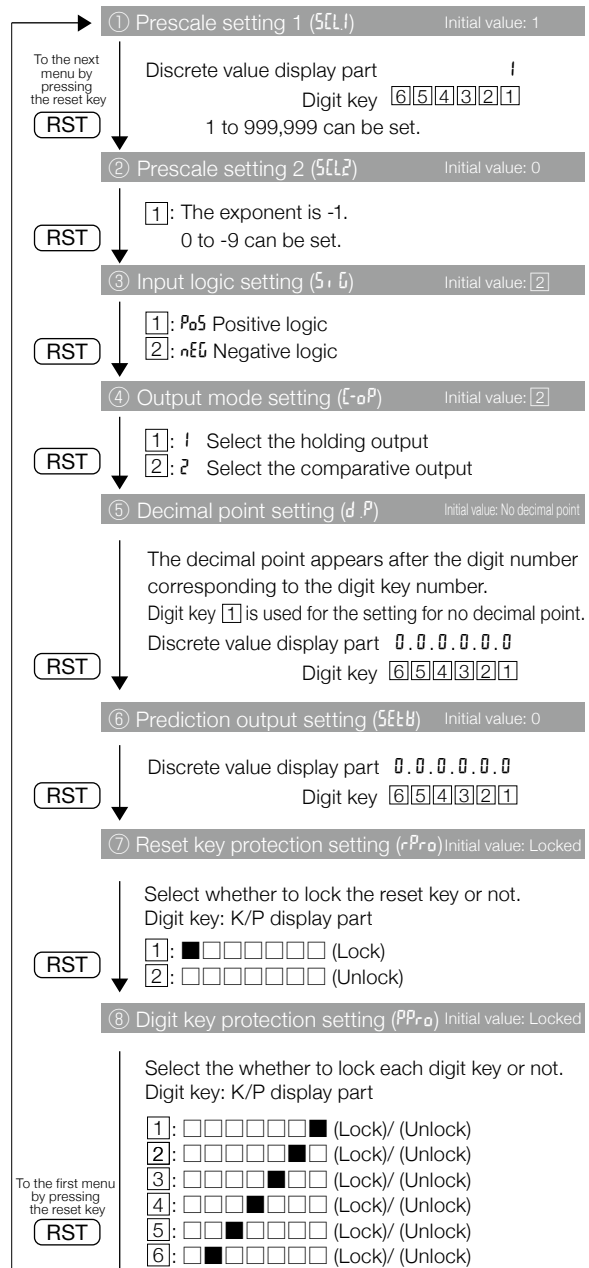 ① Prescale setting 1 (SCL.1) Initial value: 1
To the next
menu by
pressing
the reset key
RST
Discrete value display part 1
Digit key 6 5 4 3 2 1
1 to 999,999 can be set.
② Prescale setting 2 (SCL2) Initial value: 0
RST
1: The exponent is -1.
0 to -9 can be set.
③ Input logic setting (SiG) Initial value: 2
RST
1: PoS Positive logic
2: nEG Negative logic
④ Output mode setting (C-oP) Initial value: 2
RST
1: 1 Select the holding output
2: 2 Select the comparative output
⑤ Decimal point setting (d.P) Initial value: No decimal point
The decimal point appears after the digit number
corresponding to the digit key number.
Digit key 1 is used for the setting for no decimal point.
Discrete value display part 0.0.0.0.0.0
RST
Digit key 6 5 4 3 2 1
⑥ Prediction output setting (SEt) Initial value: 0
Discrete value display part 0.0.0.0.0.0
RST
Digit key 6 5 4 3 2 1
⑦ Reset key protection setting (rPro) Initial value: Locked
Select whether to lock the reset key or not.
Digit key: K/P display part
RST
1: ■□□□□□□ (Lock)
2: □□□□□□□ (Unlock)
⑧ Digit key protection setting (PPro) Initial value: Locked
Select the whether to lock each digit key or not.
Digit key: K/P display part
1: □□□□□□■ (Lock)/ (Unlock)
2: □□□□□■□ (Lock)/ (Unlock)
3: □□□□■□□ (Lock)/ (Unlock)
4: □□□■□□□ (Lock)/ (Unlock)
5: □□■□□□□ (Lock)/ (Unlock)
6: □■□□□□□ (Lock)/ (Unlock)
To the first menu
by pressing
the reset key
RST